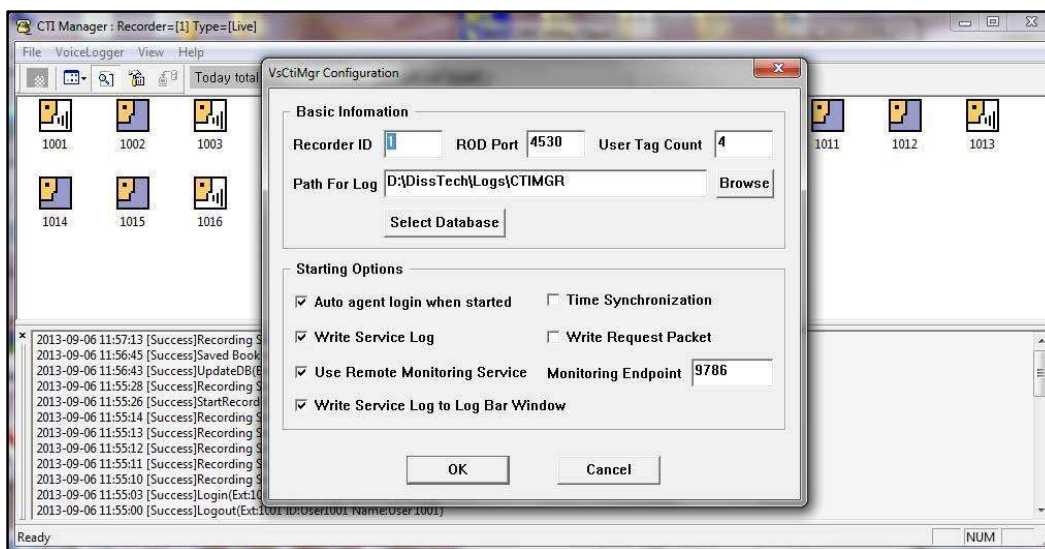 CTI Manager : Recorder=[1] Type=[Live]
File VoiceLogger View Help
Today total
1001 1002 1003 1011 1012 1013
1014 1015 1016
VsCtiMgr Configuration
Basic Infomation
Recorder ID 1 ROD Port 4530 User Tag Count 4
Path For Log D:\DissTech\Logs\CTIMGR Browse
Select Database
Starting Options
Auto agent login when started Time Synchronization
Write Service Log Write Request Packet
Use Remote Monitoring Service Monitoring Endpoint 9786
Write Service Log to Log Bar Window
OK Cancel
2013-09-06 11:57:13 [Success]Recording S
2013-09-06 11:56:45 [Success]Saved Book
2013-09-06 11:56:43 [Success]UpdateDB(
2013-09-06 11:55:28 [Success]Recording S
2013-09-06 11:55:26 [Success]StartRecord
2013-09-06 11:55:14 [Success]Recording S
2013-09-06 11:55:13 [Success]Recording S
2013-09-06 11:55:12 [Success]Recording S
2013-09-06 11:55:11 [Success]Recording S
2013-09-06 11:55:10 [Success]Recording S
2013-09-06 11:55:03 [Success]Login(Ext:10
2013-09-06 11:55:00 [Success]Logout(Ext:1001 ID:User1001 Name:User 1001)
Ready NUM